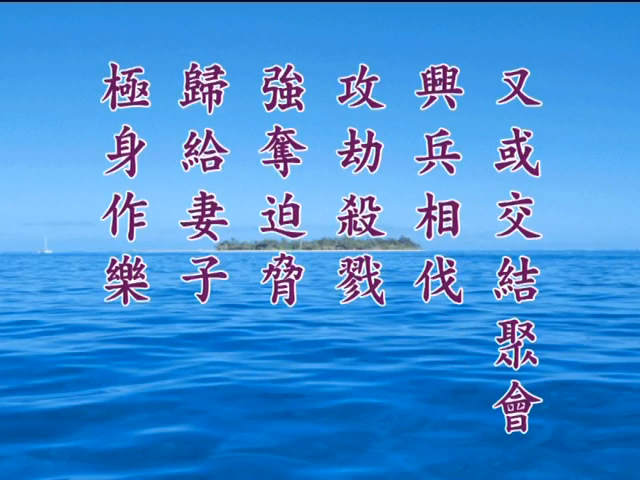 又或交結聚會
興兵相伐
攻劫殺戮
強奪迫脅
歸給妻子
極身作樂